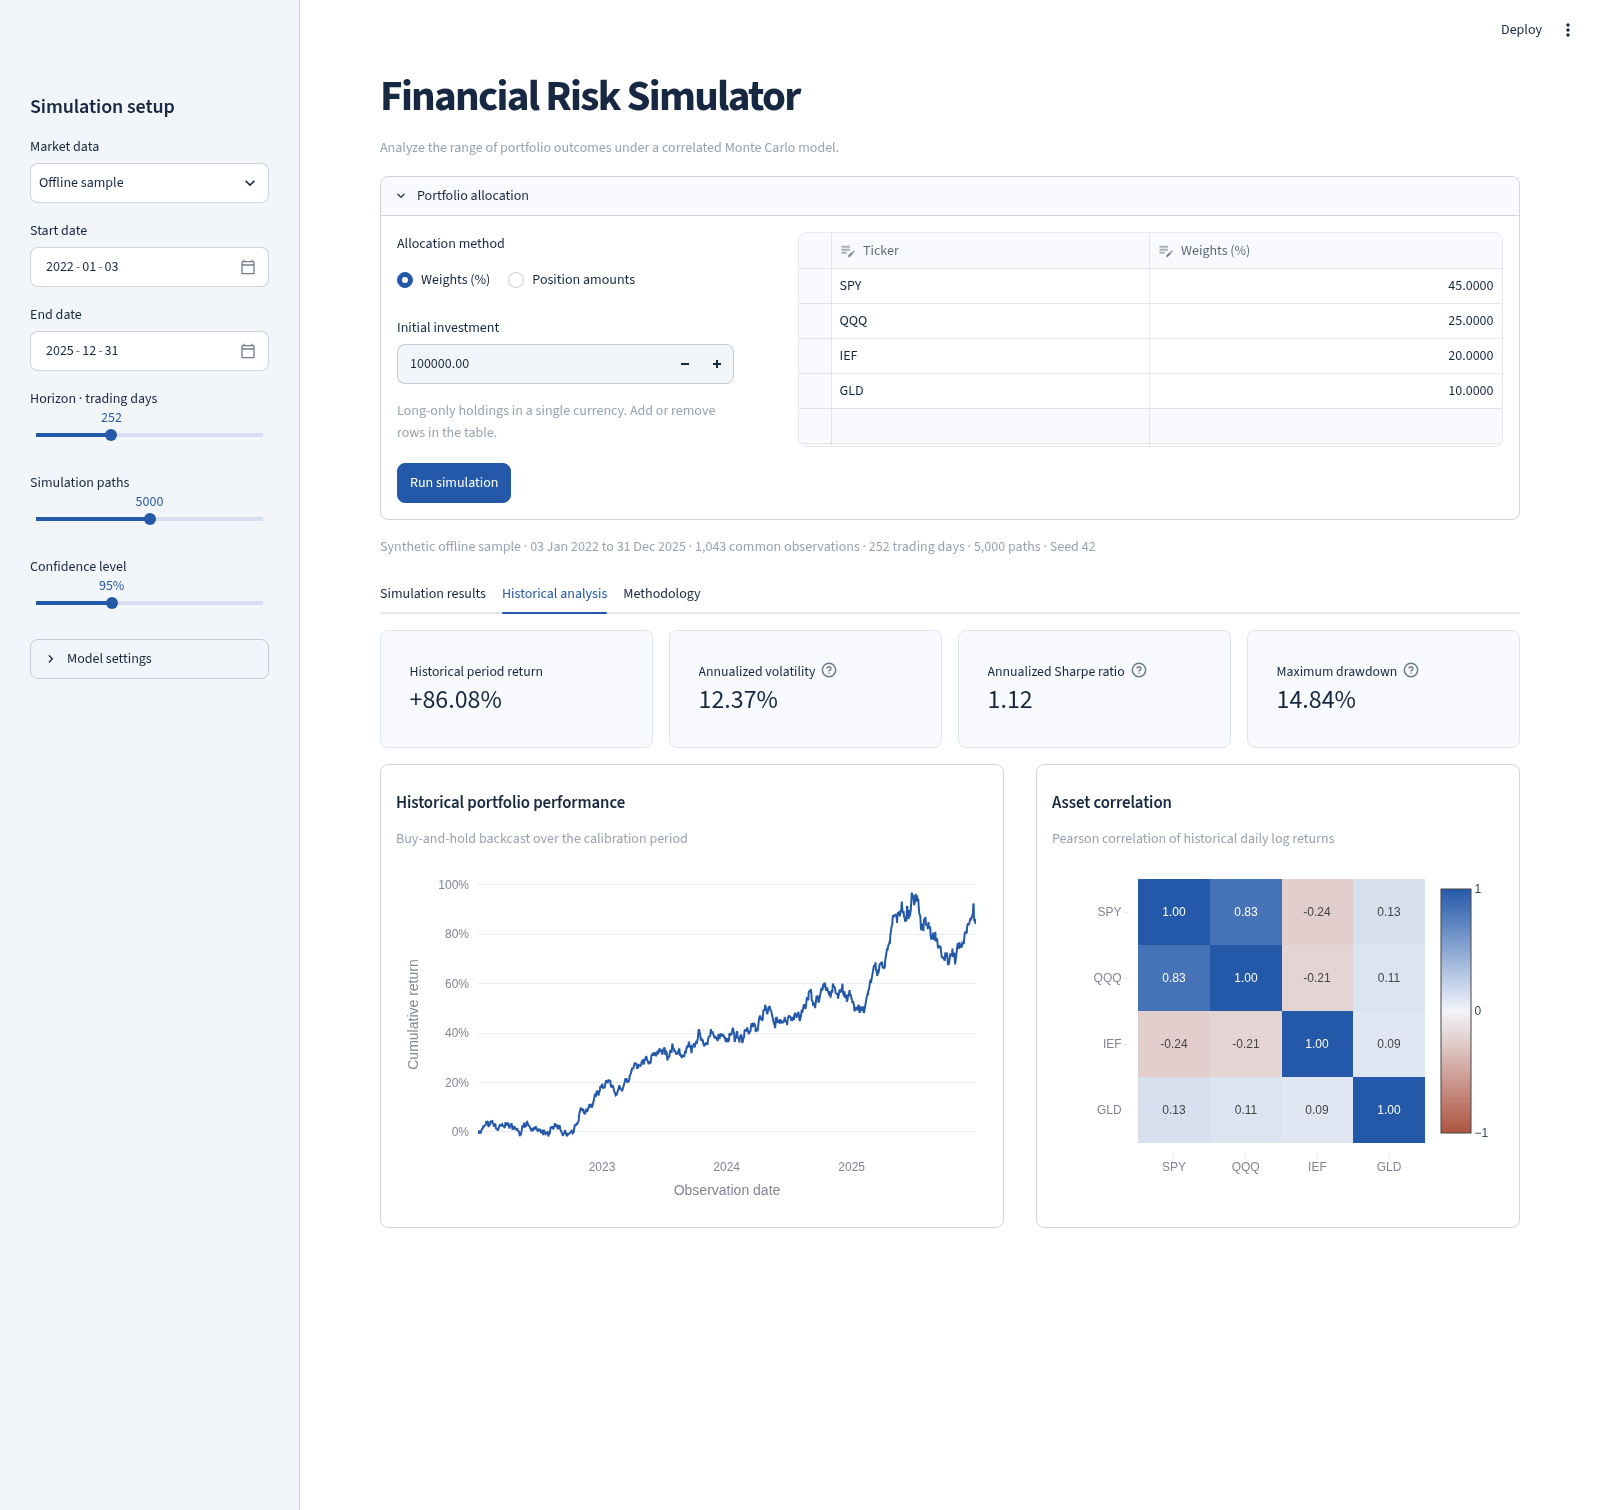 Deploy
Simulation setup
Market data
Offline sample
Start date
2022 - 01 - 03
End date
2025 - 12 - 31
Horizon · trading days
252
Simulation paths
5000
Confidence level
95%
Model settings
Financial Risk Simulator
Analyze the range of portfolio outcomes under a correlated Monte Carlo model.
Portfolio allocation
Allocation method
Weights (%) Position amounts
Initial investment
100000.00
Long-only holdings in a single currency. Add or remove
rows in the table.
Run simulation
Ticker Weights (%)
SPY 45.0000
QQQ 25.0000
IEF 20.0000
GLD 10.0000
Synthetic offline sample · 03 Jan 2022 to 31 Dec 2025 · 1,043 common observations · 252 trading days · 5,000 paths · Seed 42
Simulation results Historical analysis Methodology
Historical period return
+86.08%
Annualized volatility
12.37%
Annualized Sharpe ratio
1.12
Maximum drawdown
14.84%
Historical portfolio performance
Buy-and-hold backcast over the calibration period
Cumulative return
100%
80%
60%
40%
20%
0%
2023 2024 2025
Observation date
Asset correlation
Pearson correlation of historical daily log returns
SPY 1.00 0.83 -0.24 0.13
QQQ 0.83 1.00 -0.21 0.11
IEF -0.24 -0.21 1.00 0.09
GLD 0.13 0.11 0.09 1.00
SPY QQQ IEF GLD
1
0
−1